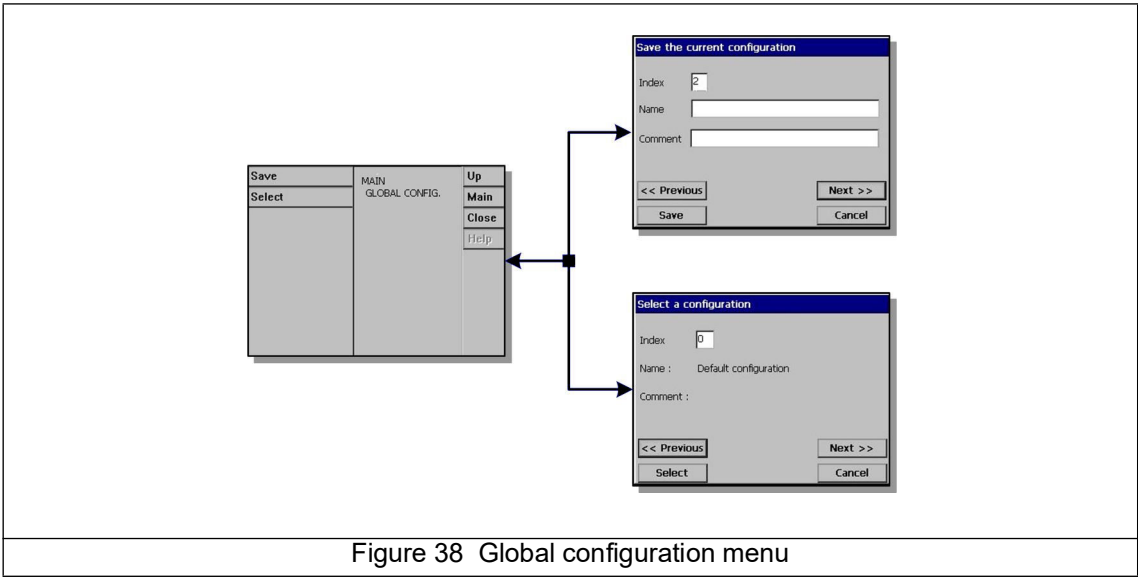 Save the current configuration
Index 2
Name
Comment
<< Previous Next >>
Save Cancel
Save MAIN Up
Select GLOBAL CONFIG. Main
Close
Help
Select a configuration
Index 0
Name : Default configuration
Comment :
<< Previous Next >>
Select Cancel
Figure 38 Global configuration menu